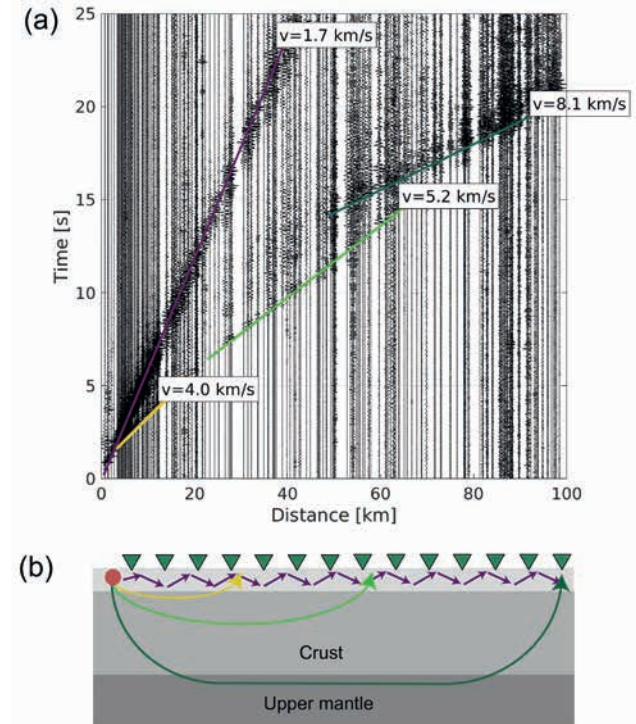 (a)
25
20
15
10
5
0
Time [s]
v=1.7 km/s
v=8.1 km/s
v=5.2 km/s
v=4.0 km/s
0 20 40 60 80 100
Distance [km]
(b)
Crust
Upper mantle